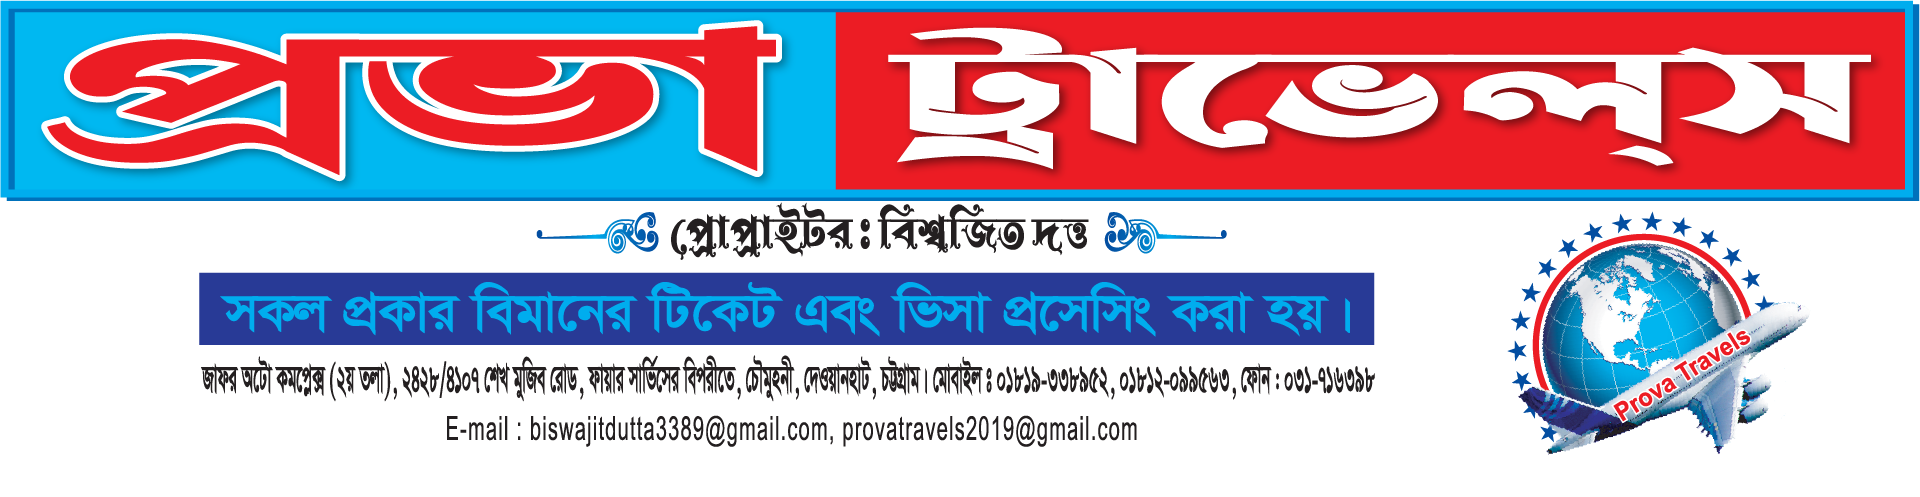 প্রভা ট্রাভেল্স
প্রোপ্রাইটর : বিশ্বজিত দত্ত
সকল প্রকার বিমানের টিকেট এবং ভিসা প্রসেসিং করা হয়।
জাফর অটো কমপ্লেক্স (২য় তলা), ২৪২৮/৪১০৭ শেখ মুজিব রোড, ফায়ার সার্ভিসের বিপরীতে, চৌমুহনী, দেওয়ানহাট, চট্টগ্রাম। মোবাইল : ০১৮১৯-৩৩৮৯৫২, ০১৮১২-০৯৯৫৬৩, ফোন : ০৩১-৭১৬৩৯৮
E-mail : biswajitdutta3389@gmail.com, provatravels2019@gmail.com
Prova Travels